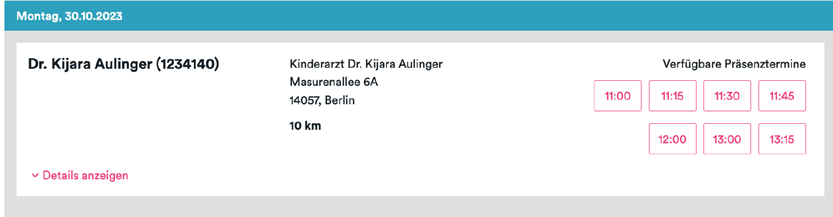 Montag, 30.10.2023
Dr. Kijara Aulinger (1234140)
Kinderarzt Dr. Kijara Aulinger
Masurenallee 6A
14057, Berlin
10 km
Verfügbare Präsenztermine
11:00 11:15 11:30 11:45
12:00 13:00 13:15
Details anzeigen